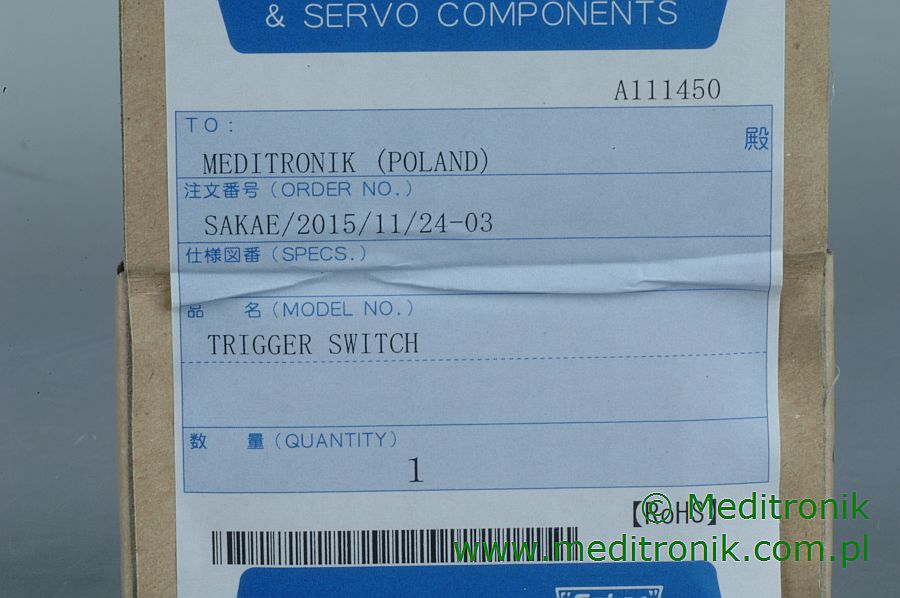 & SERVO COMPONENTS
A111450
TO:
殿
MEDITRONIK (POLAND)
注文番号(ORDER NO.)
SAKAE/2015/11/24-03
仕様図番(SPECS.)
品 名(MODEL NO.)
TRIGGER SWITCH
数 量(QUANTITY)
1
【RoHS】
© Meditronik
www.meditronik.com.pl